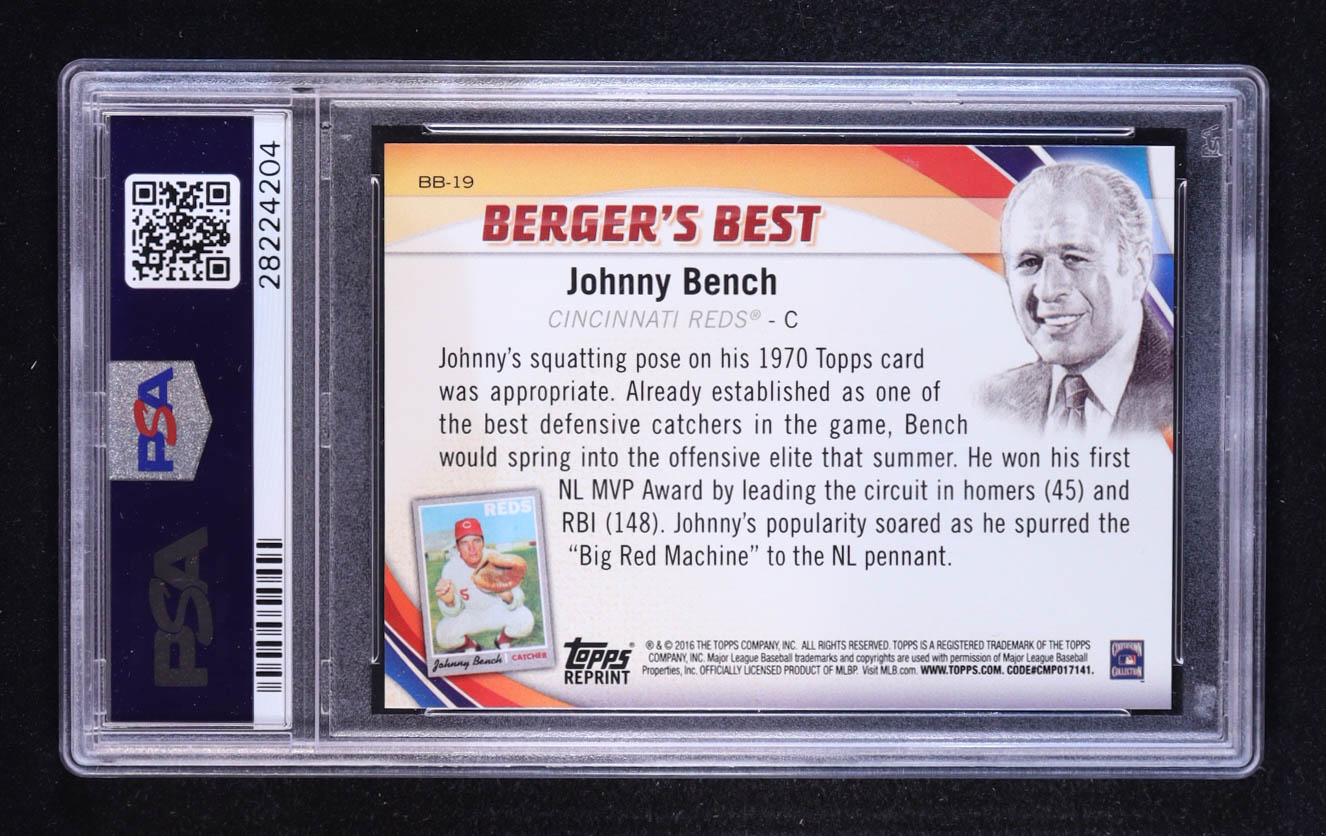 28224204
PSA
PSA
BB-19
BERGER'S BEST
Johnny Bench
CINCINNATI REDS® - C
Johnny's squatting pose on his 1970 Topps card
was appropriate. Already established as one of
the best defensive catchers in the game, Bench
would spring into the offensive elite that summer. He won his first
NL MVP Award by leading the circuit in homers (45) and
RBI (148). Johnny's popularity soared as he spurred the
“Big Red Machine” to the NL pennant.
REDS
C
5
Johnny Bench CATCHER
Topps®
REPRINT
® & © 2016 THE TOPPS COMPANY, INC. ALL RIGHTS RESERVED. TOPPS IS A REGISTERED TRADEMARK OF THE TOPPS
COMPANY, INC. Major League Baseball trademarks and copyrights are used with permission of Major League Baseball
Properties, Inc. OFFICIALLY LICENSED PRODUCT OF MLBP. Visit MLB.com. WWW.TOPPS.COM. CODE#CMP017141.
COOPERSTOWN
COLLECTION